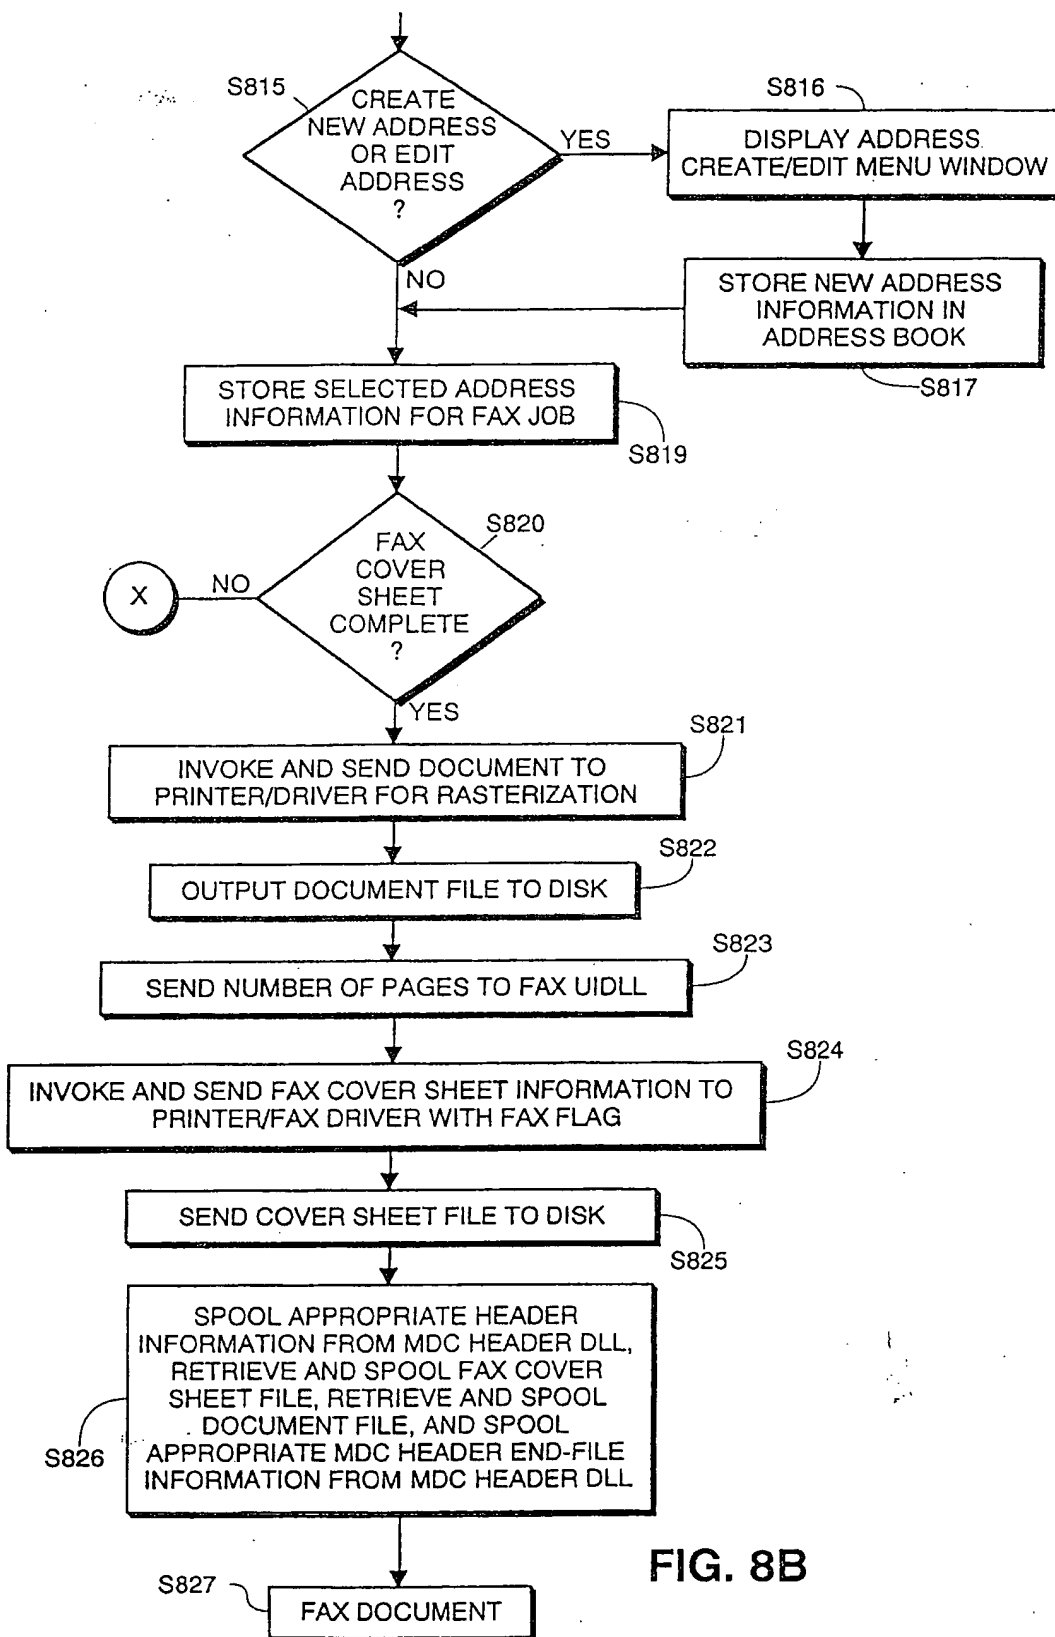 S815
CREATE
NEW ADDRESS
OR EDIT
ADDRESS
?
YES
S816
DISPLAY ADDRESS
CREATE/EDIT MENU WINDOW
NO
STORE NEW ADDRESS
INFORMATION IN
ADDRESS BOOK
S817
STORE SELECTED ADDRESS
INFORMATION FOR FAX JOB
S819
S820
FAX
COVER
SHEET
COMPLETE
?
NO
X
YES
S821
INVOKE AND SEND DOCUMENT TO
PRINTER/DRIVER FOR RASTERIZATION
S822
OUTPUT DOCUMENT FILE TO DISK
S823
SEND NUMBER OF PAGES TO FAX UIDLL
S824
INVOKE AND SEND FAX COVER SHEET INFORMATION TO
PRINTER/FAX DRIVER WITH FAX FLAG
SEND COVER SHEET FILE TO DISK
S825
SPOOL APPROPRIATE HEADER
INFORMATION FROM MDC HEADER DLL,
RETRIEVE AND SPOOL FAX COVER
SHEET FILE, RETRIEVE AND SPOOL
DOCUMENT FILE, AND SPOOL
APPROPRIATE MDC HEADER END-FILE
INFORMATION FROM MDC HEADER DLL
S826
FIG. 8B
S827
FAX DOCUMENT